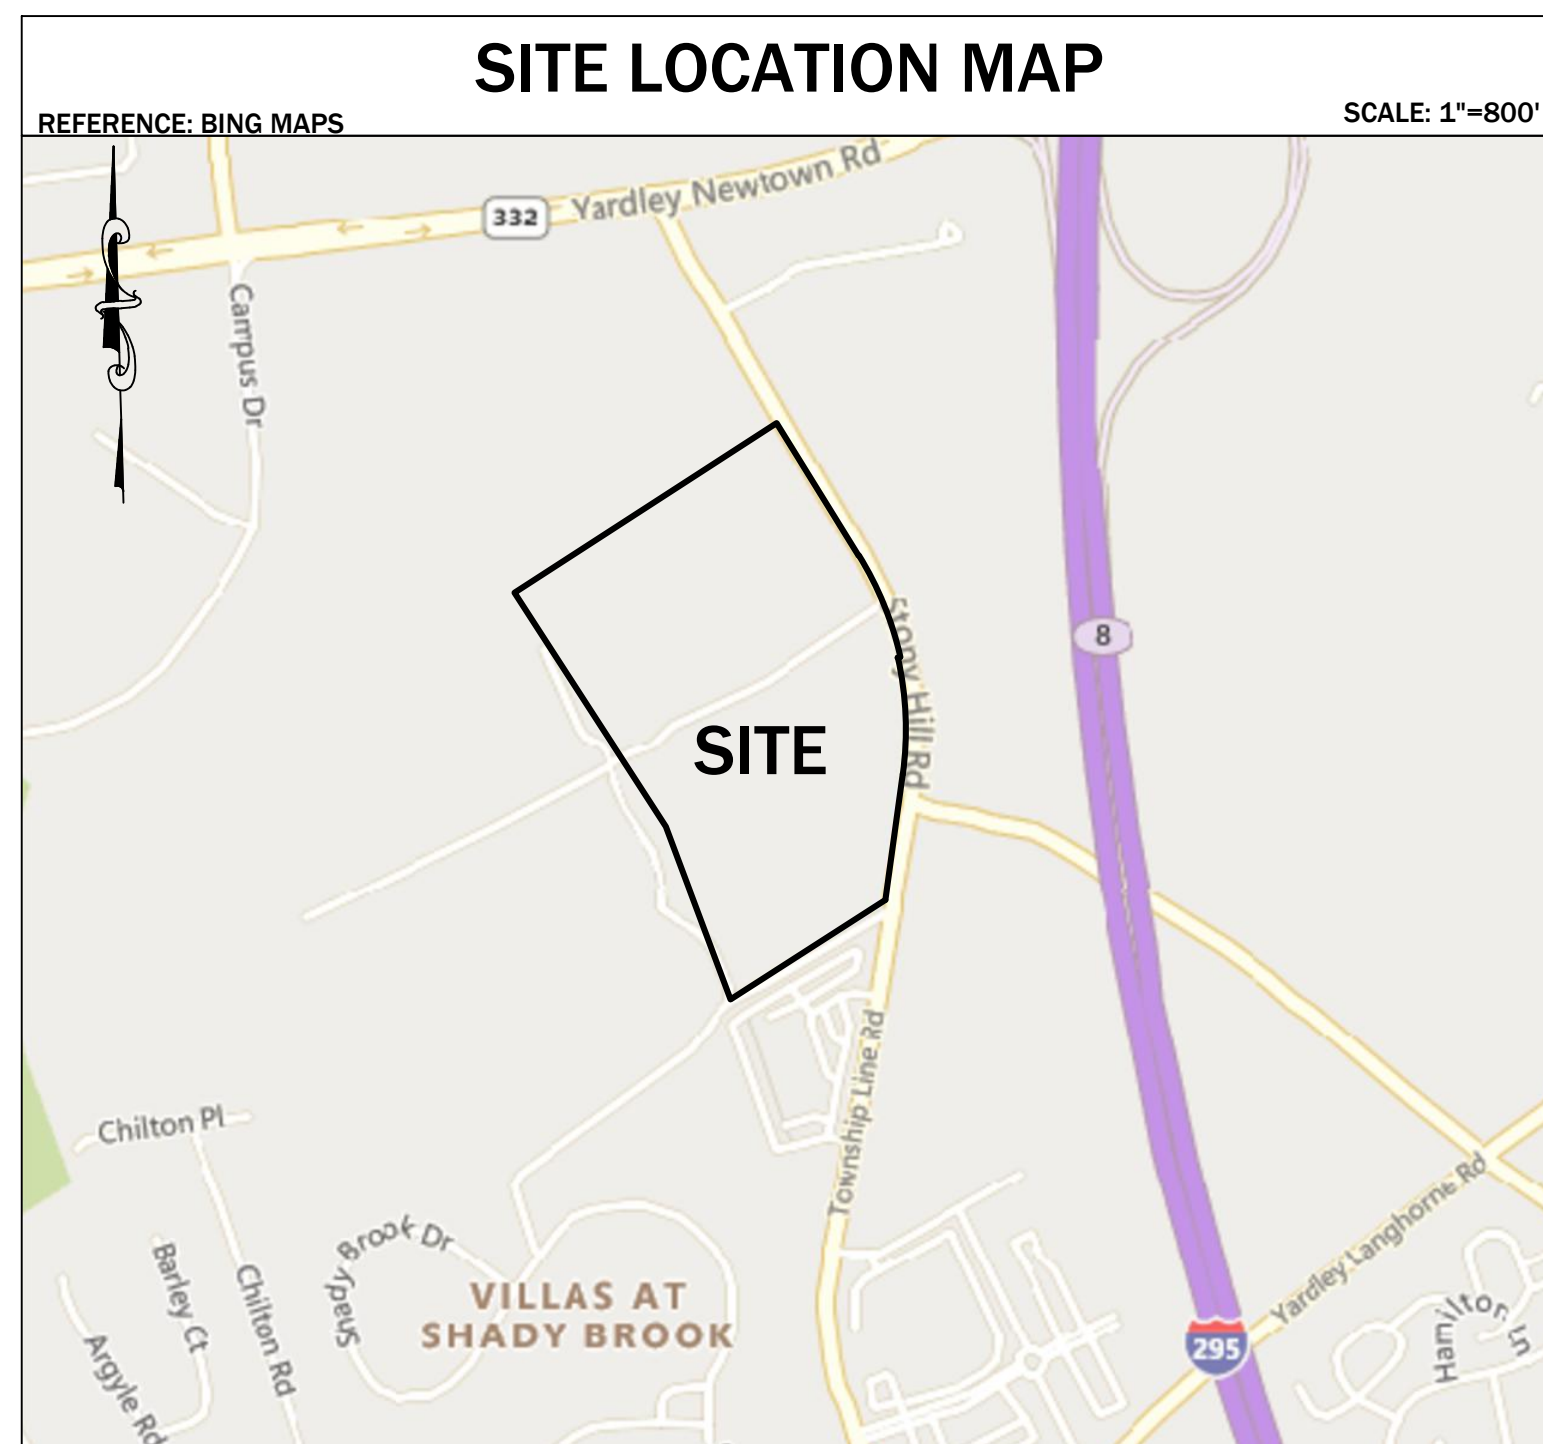 SITE LOCATION MAP
REFERENCE: BING MAPS
SCALE: 1"=800'
Yardley Newtown Rd
332
Campus Dr
Stony Hill Rd
8
SITE
Township Line Rd
Chilton Pl
Yardley Langhorne Rd
Shady Brook Dr
Barley Ct
Chilton Rd
VILLAS AT
SHADY BROOK
Hamilton Ln
295
Argyle Rd